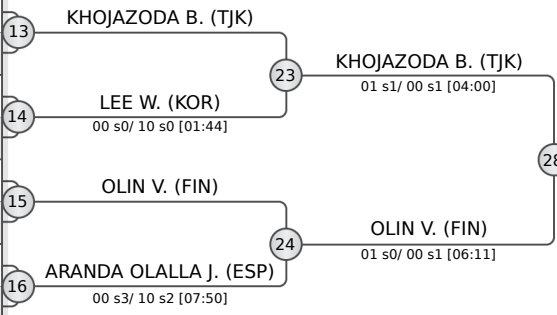 KHOJAZODA B. (TJK)
13
23
KHOJAZODA B. (TJK)
01 s1/ 00 s1 [04:00]
LEE W. (KOR)
14
00 s0/ 10 s0 [01:44]
28
OLIN V. (FIN)
15
24
OLIN V. (FIN)
01 s0/ 00 s1 [06:11]
ARANDA OLALLA J. (ESP)
16
00 s3/ 10 s2 [07:50]